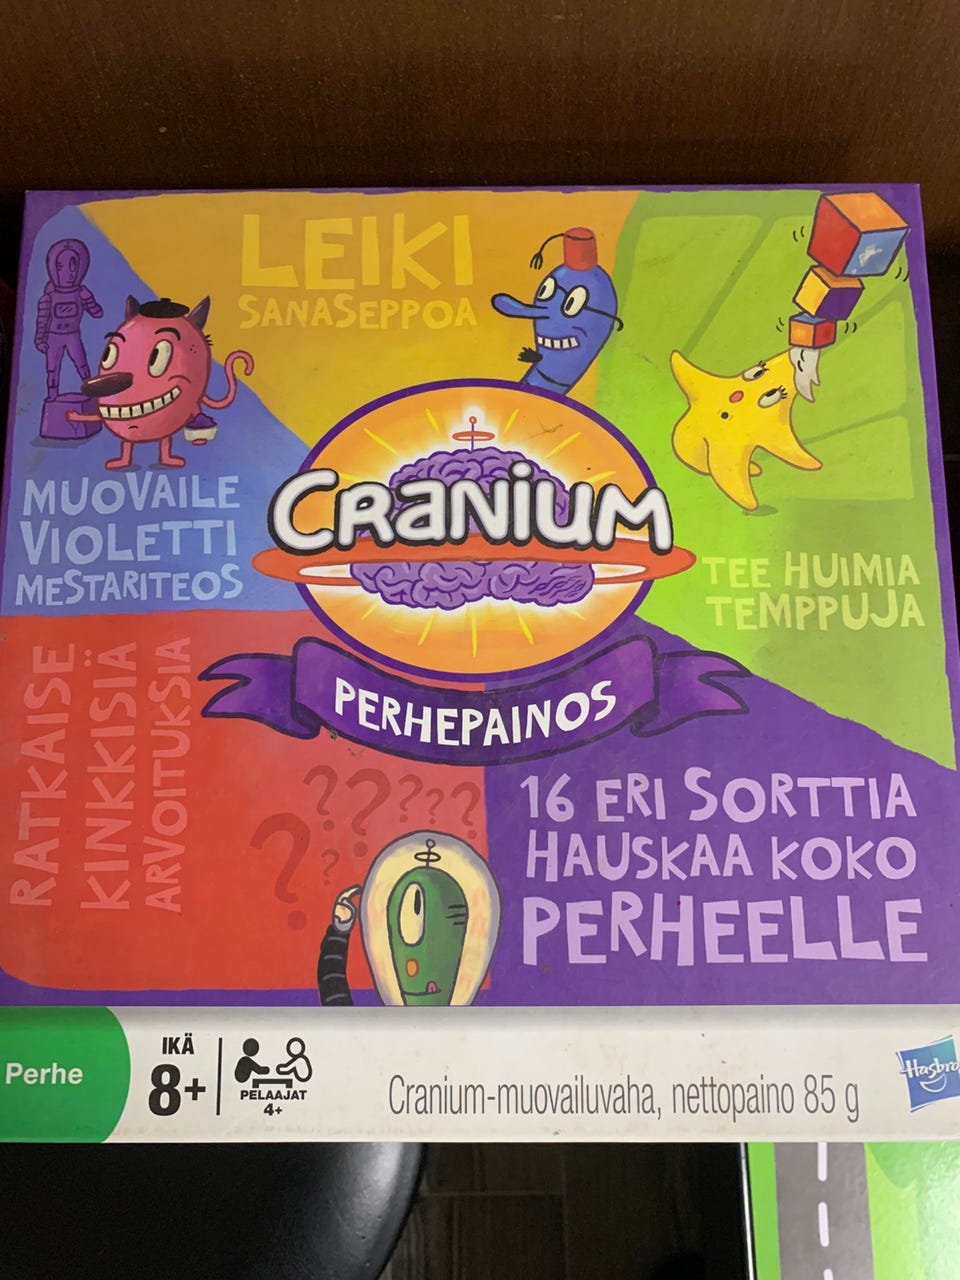 LEIKI
SANASEPPOA
MUOVAILE
VIOLETTI
MESTARITEOS
CRANIUM
TEE HUIMIA
TEMPPUJA
PERHEPAINOS
RATKAISE
KINKKISIÄ
ARVOITUKSIA
? ? ? ? ? ? ?
16 ERI SORTTIA
HAUSKAA KOKO
PERHEELLE
Perhe
IKÄ
8+
PELAAJAT
4+
Cranium-muovailuvaha, nettopaino 85 g
Hasbro